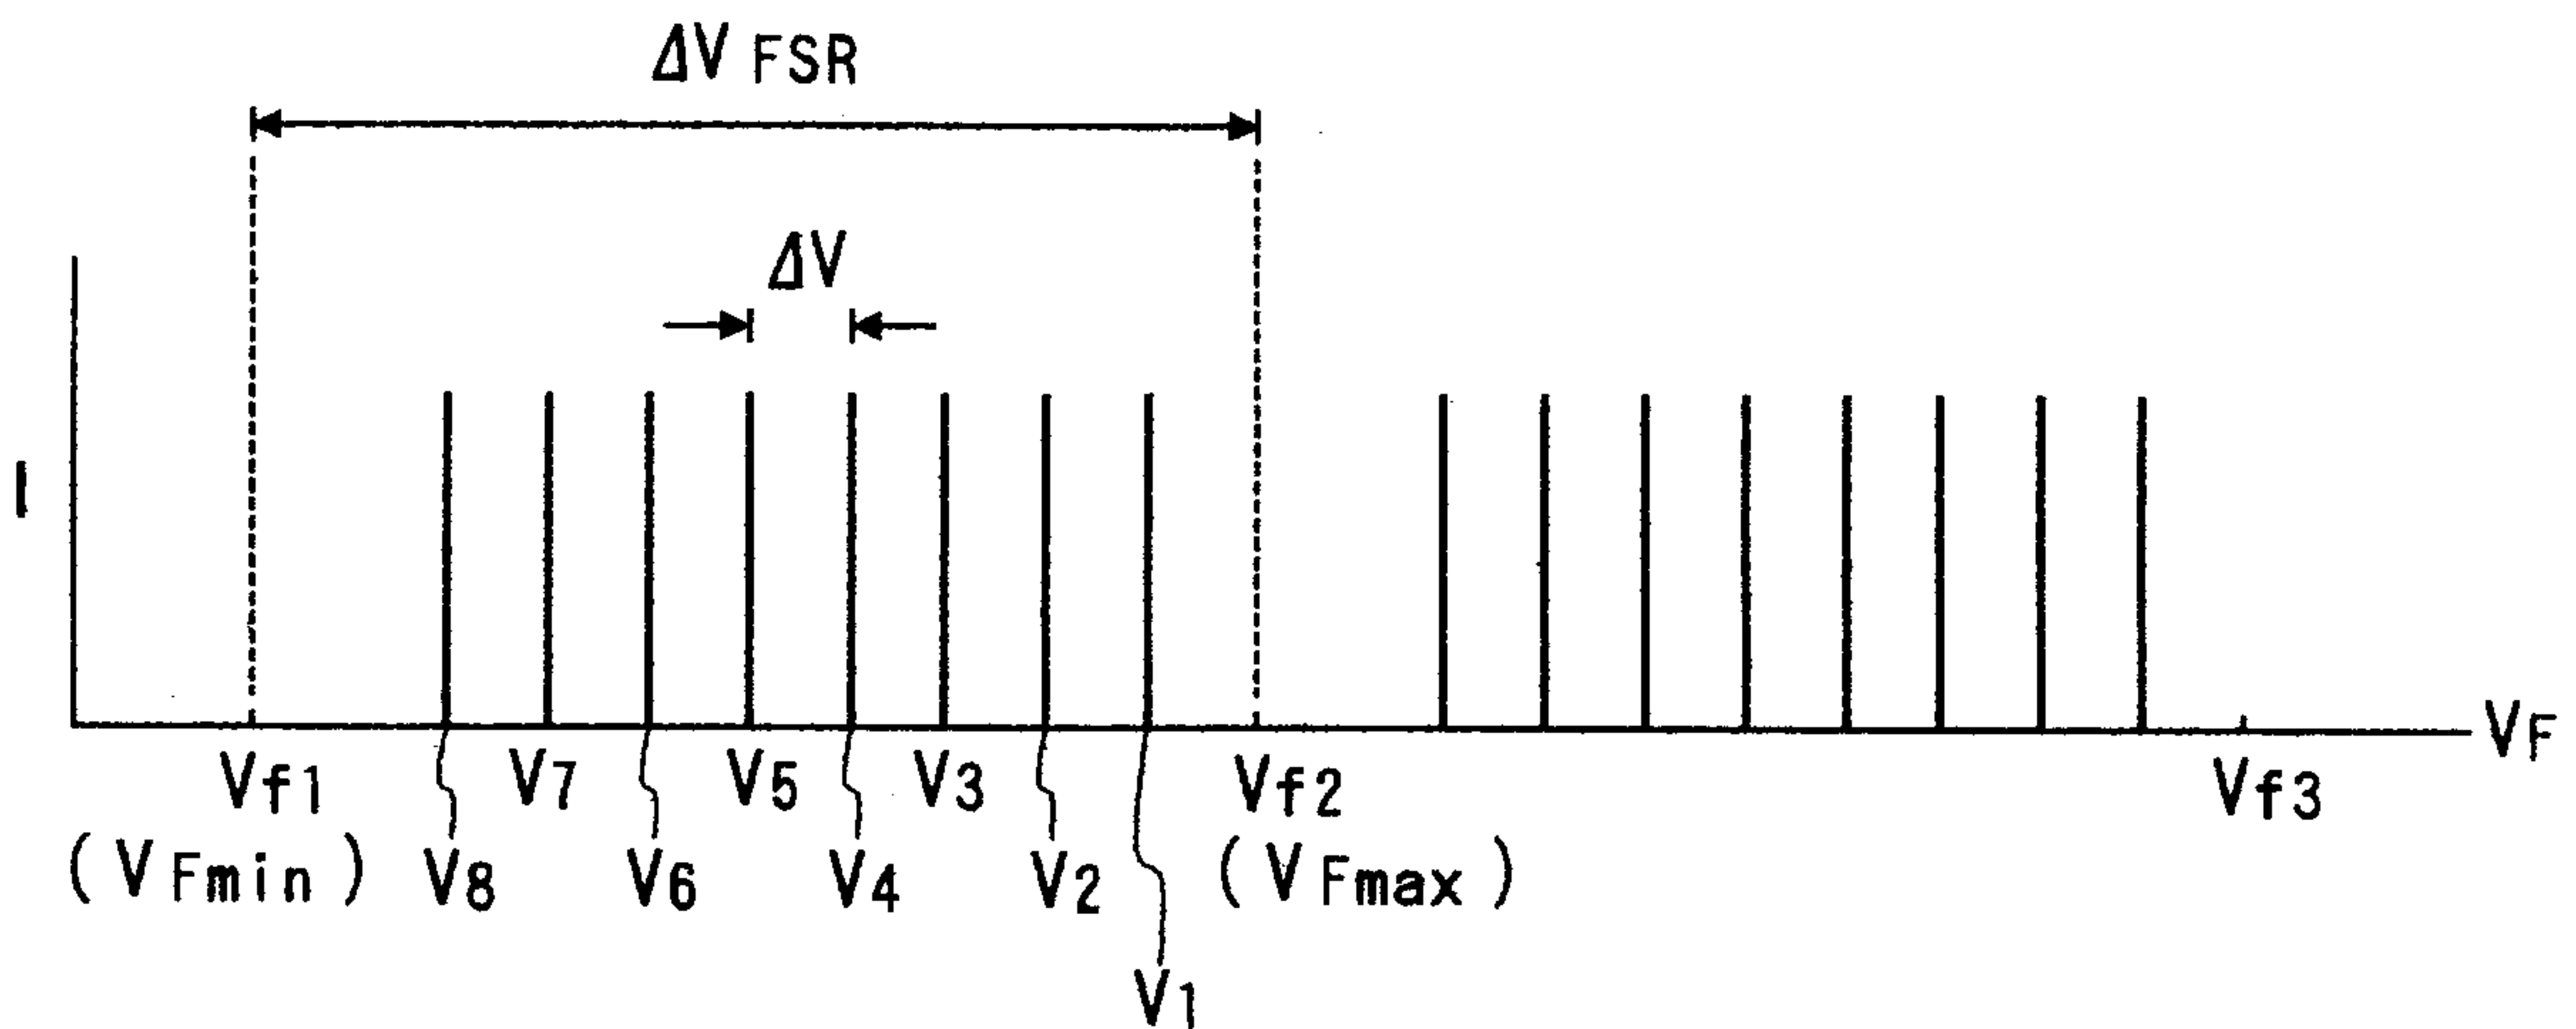 ΔV FSR
ΔV
I
VF
Vf1 V7 V5 V3 Vf2 Vf3
(VFmin) V8 V6 V4 V2 (VFmax)
V1